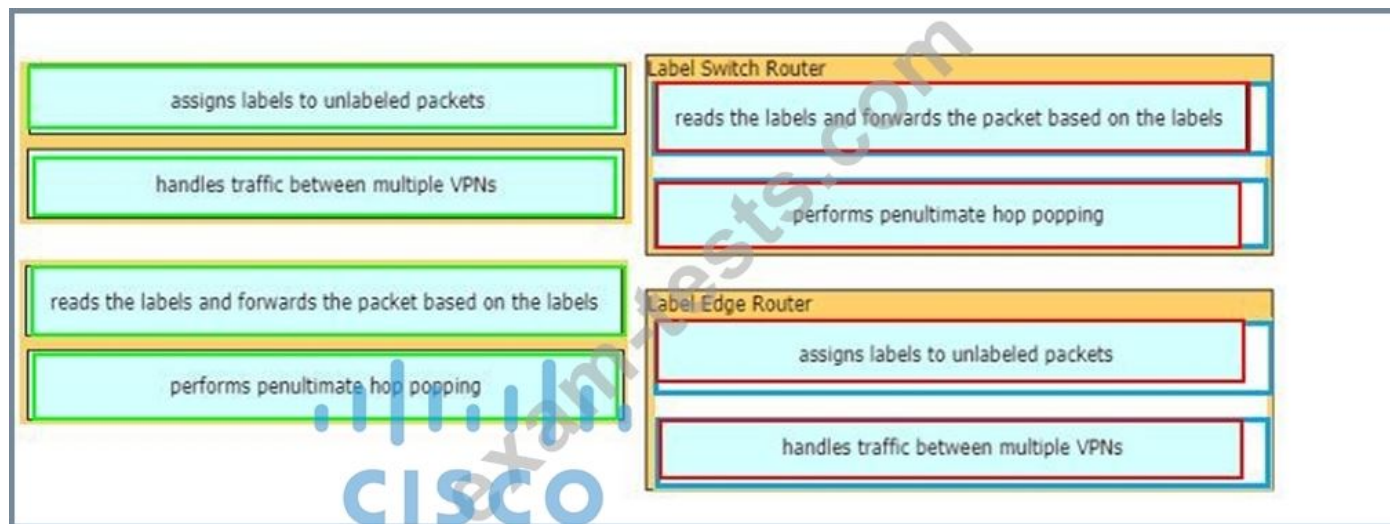 assigns labels to unlabeled packets
handles traffic between multiple VPNs
reads the labels and forwards the packet based on the labels
performs penultimate hop popping
Label Switch Router
reads the labels and forwards the packet based on the labels
performs penultimate hop popping
Label Edge Router
assigns labels to unlabeled packets
handles traffic between multiple VPNs
exam-tests.com
CISCO